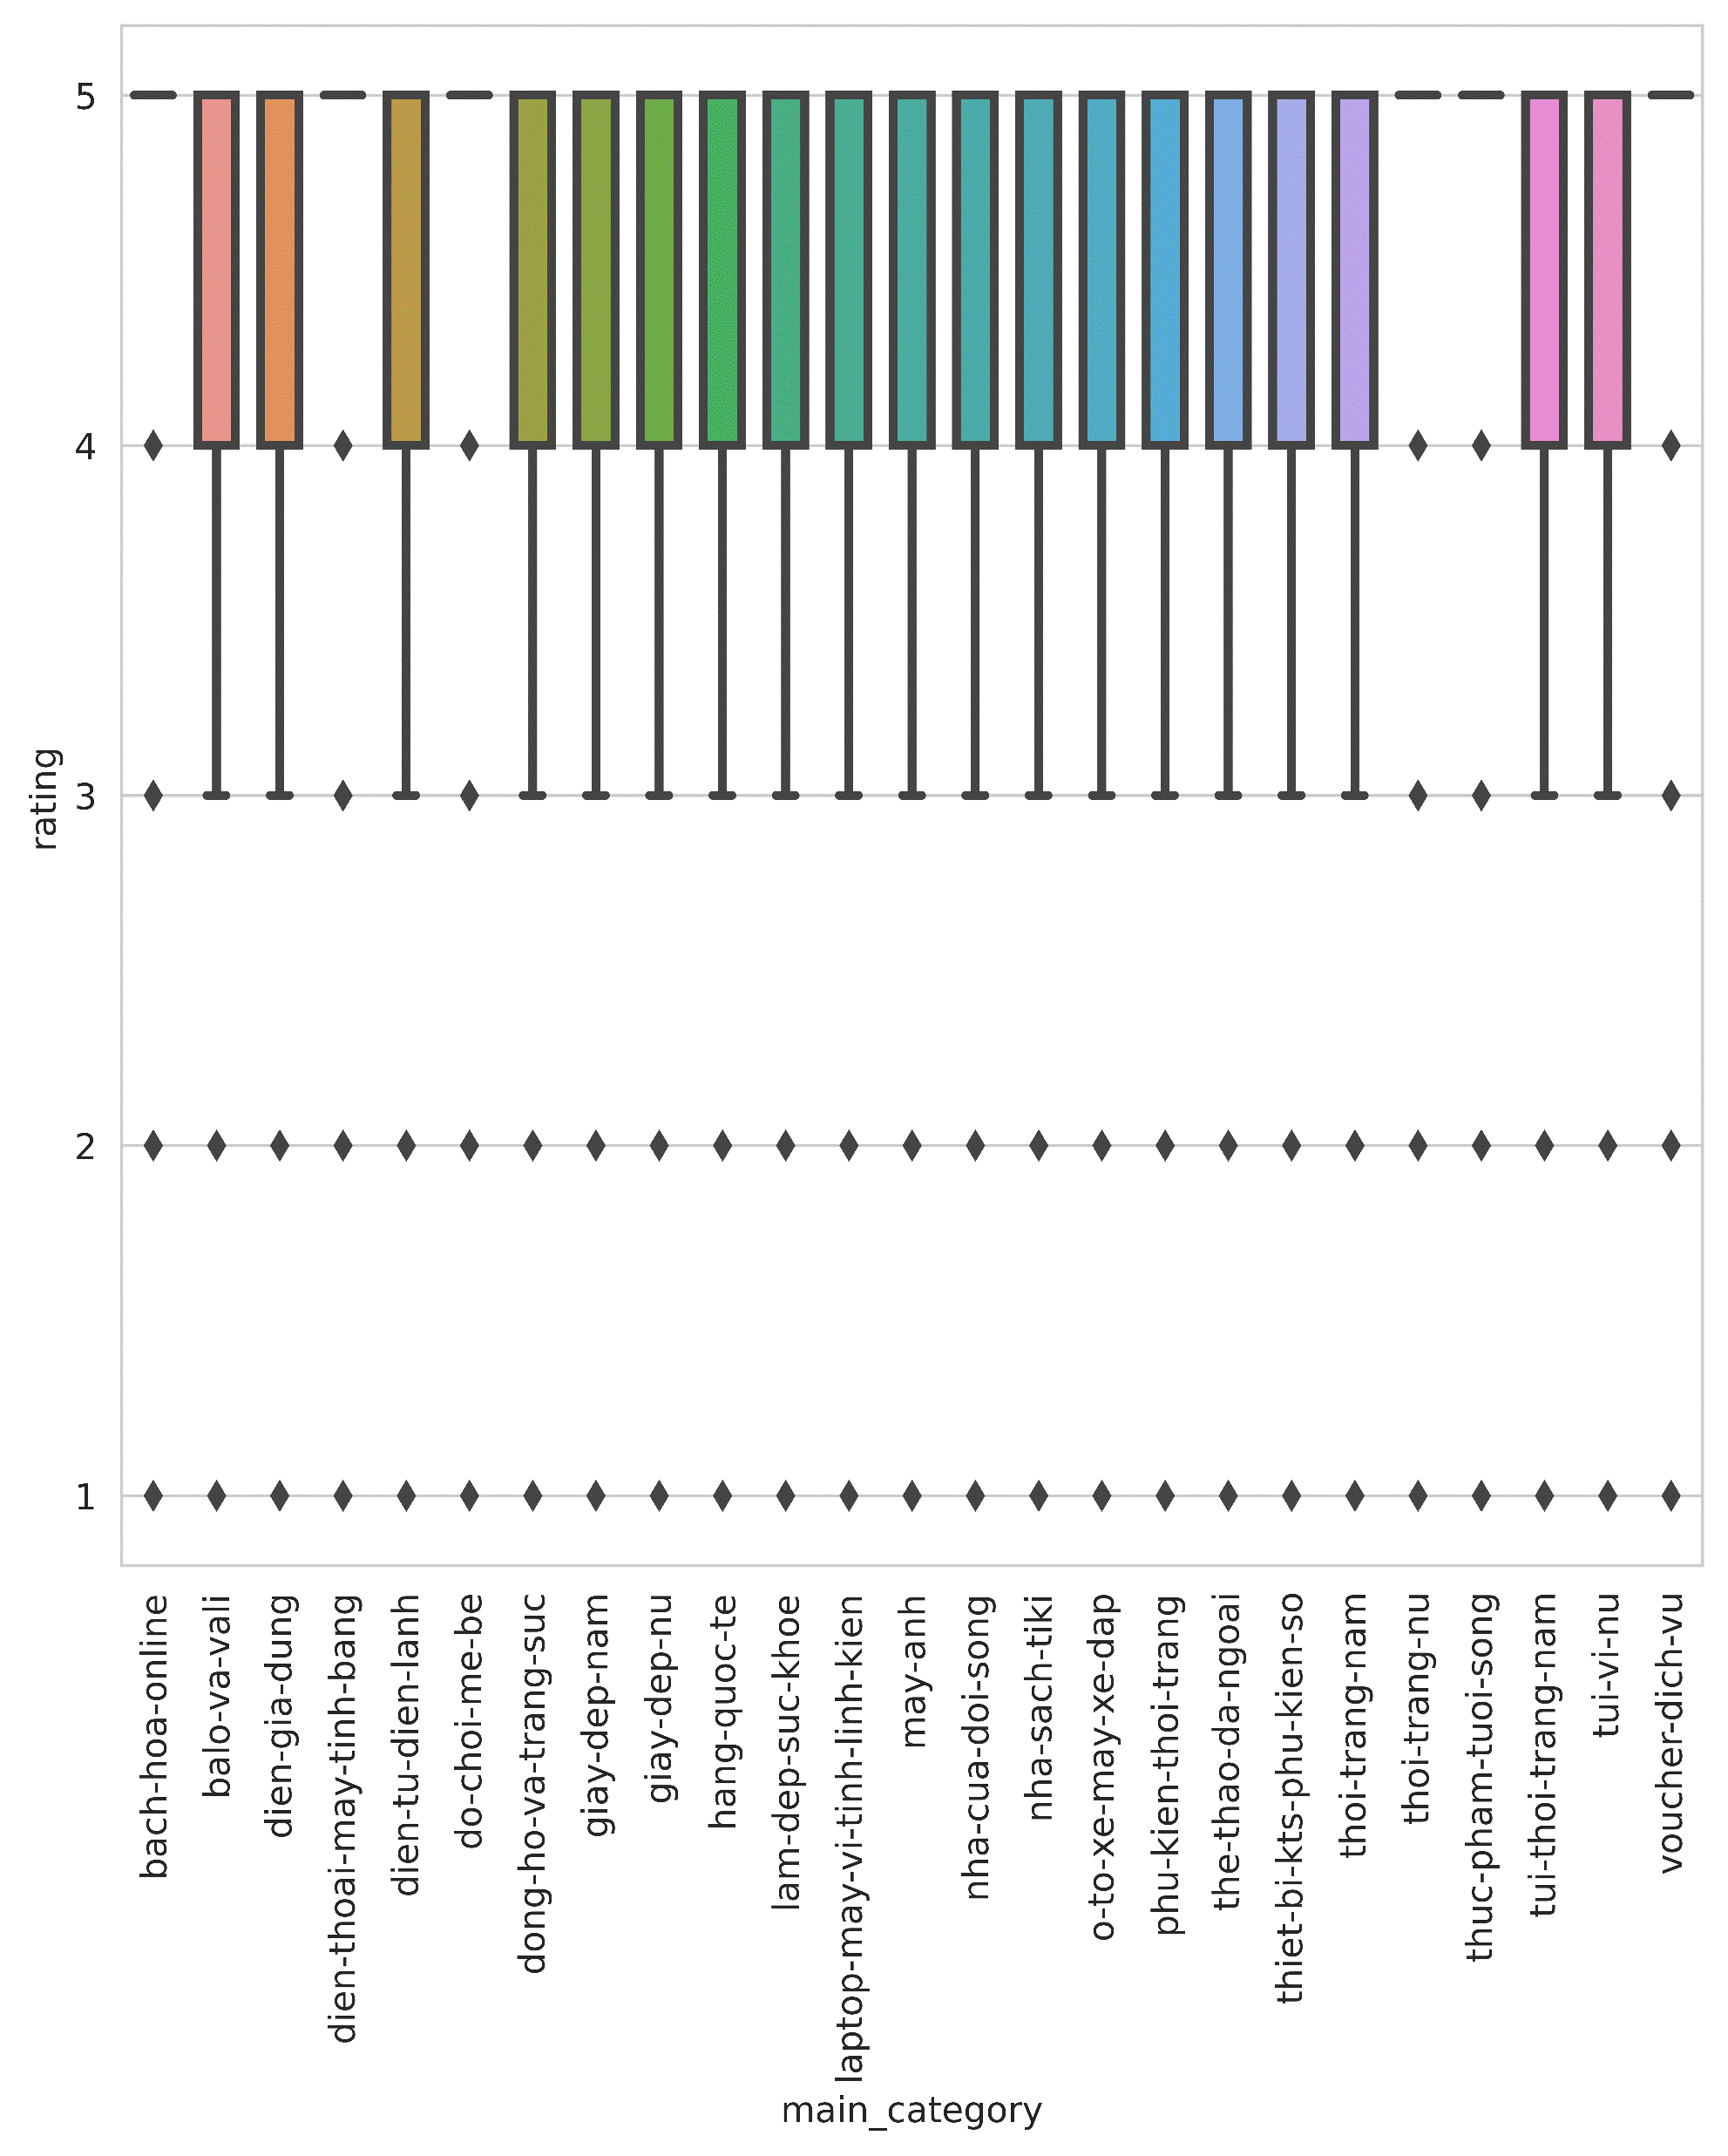 5
4
3
2
1
rating
bach-hoa-online
balo-va-vali
dien-gia-dung
dien-thoai-may-tinh-bang
dien-tu-dien-lanh
do-choi-me-be
dong-ho-va-trang-suc
giay-dep-nam
giay-dep-nu
hang-quoc-te
lam-dep-suc-khoe
laptop-may-vi-tinh-linh-kien
may-anh
nha-cua-doi-song
nha-sach-tiki
o-to-xe-may-xe-dap
phu-kien-thoi-trang
the-thao-da-ngoai
thiet-bi-kts-phu-kien-so
thoi-trang-nam
thoi-trang-nu
thuc-pham-tuoi-song
tui-thoi-trang-nam
tui-vi-nu
voucher-dich-vu
main_category